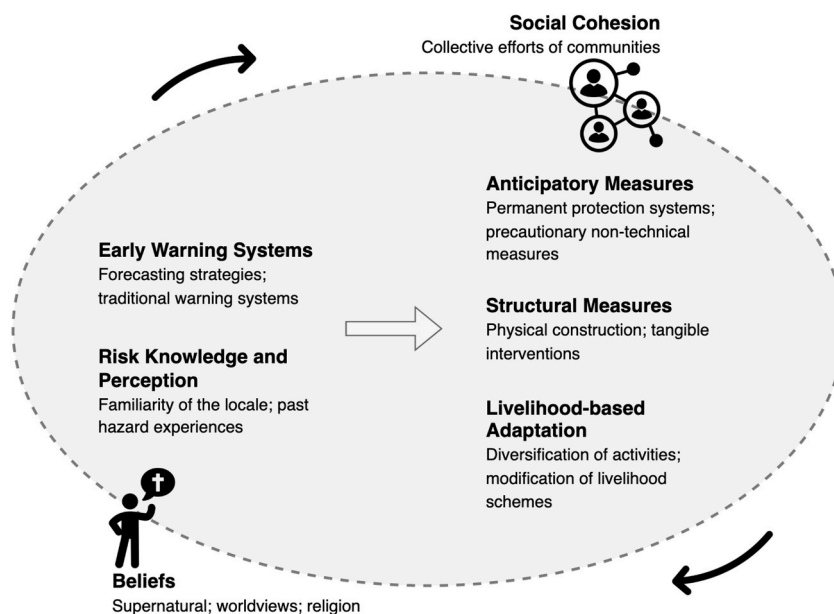 Social Cohesion
Collective efforts of communities
Anticipatory Measures
Permanent protection systems;
precautionary non-technical
measures
Early Warning Systems
Forecasting strategies;
traditional warning systems
Structural Measures
Physical construction; tangible
interventions
Risk Knowledge and
Perception
Familiarity of the locale; past
hazard experiences
Livelihood-based
Adaptation
Diversification of activities;
modification of livelihood
schemes
Beliefs
Supernatural; worldviews; religion